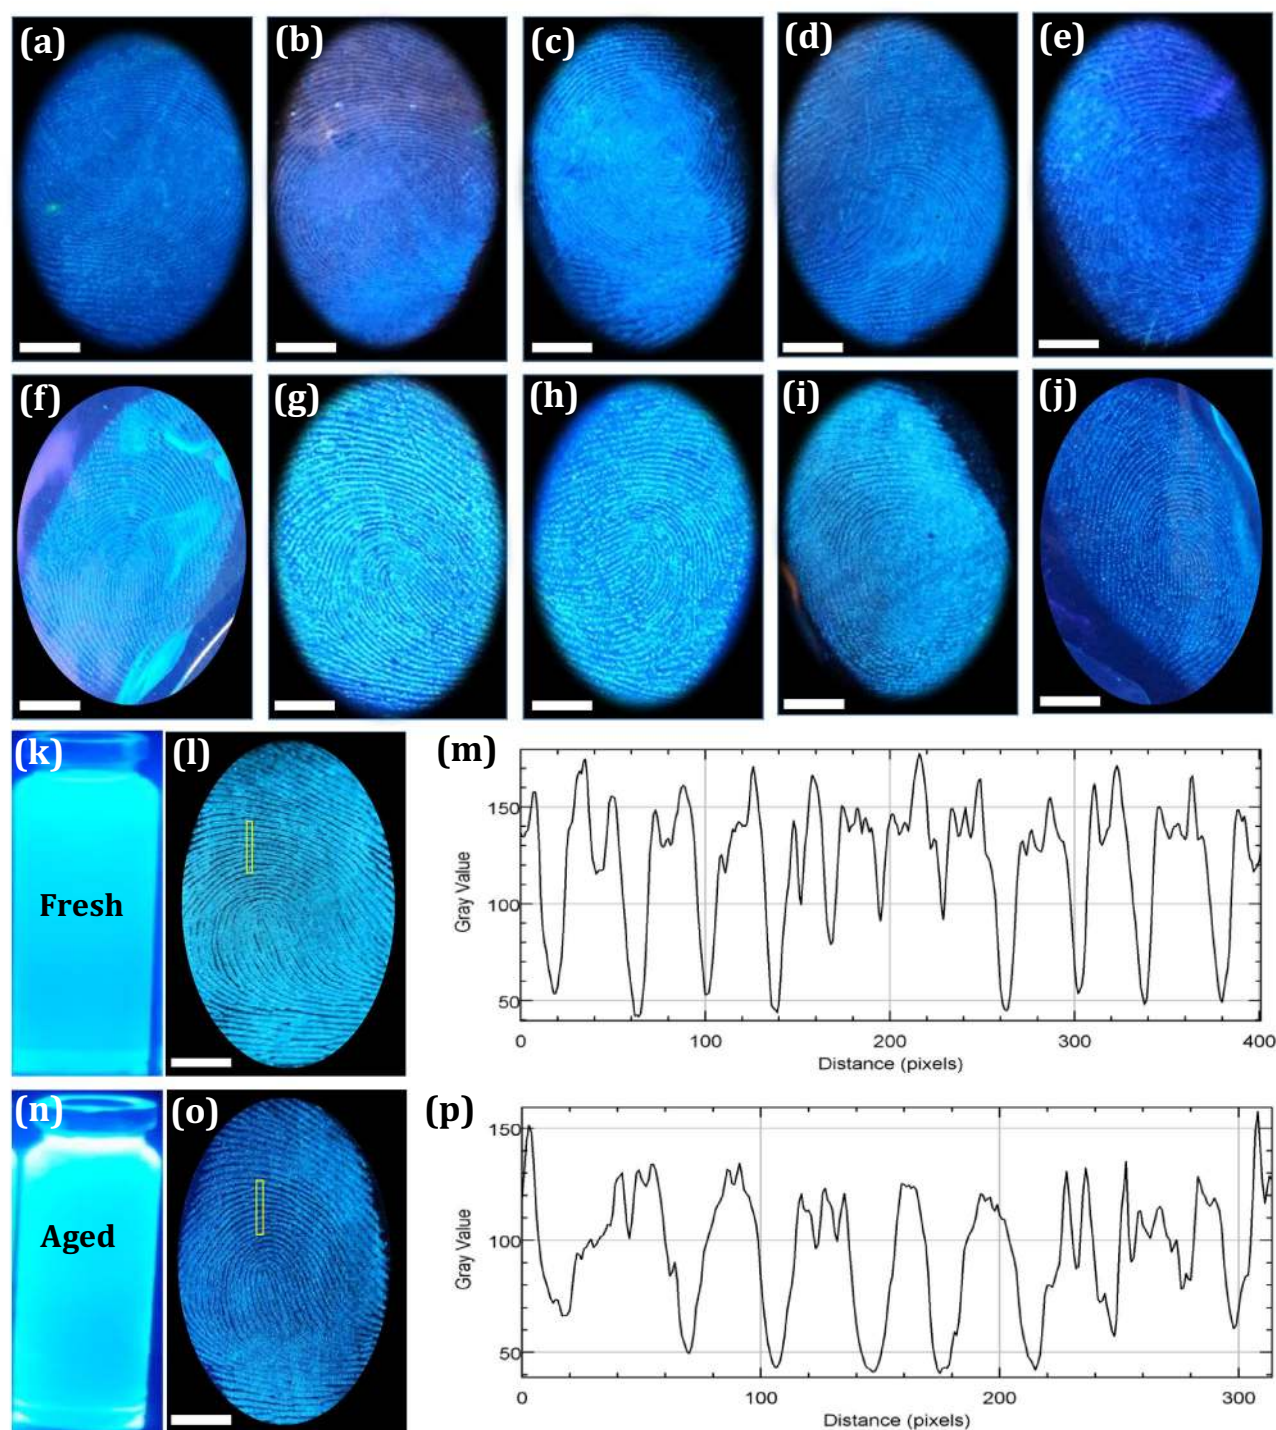 (a) (b) (c) (d) (e)
(f) (g) (h) (i) (j)
(k) (l) (m)
Fresh
Gray Value
150
100
50
0 100 200 300 400
Distance (pixels)
(n) (o) (p)
Aged
Gray Value
150
100
50
0 100 200 300
Distance (pixels)